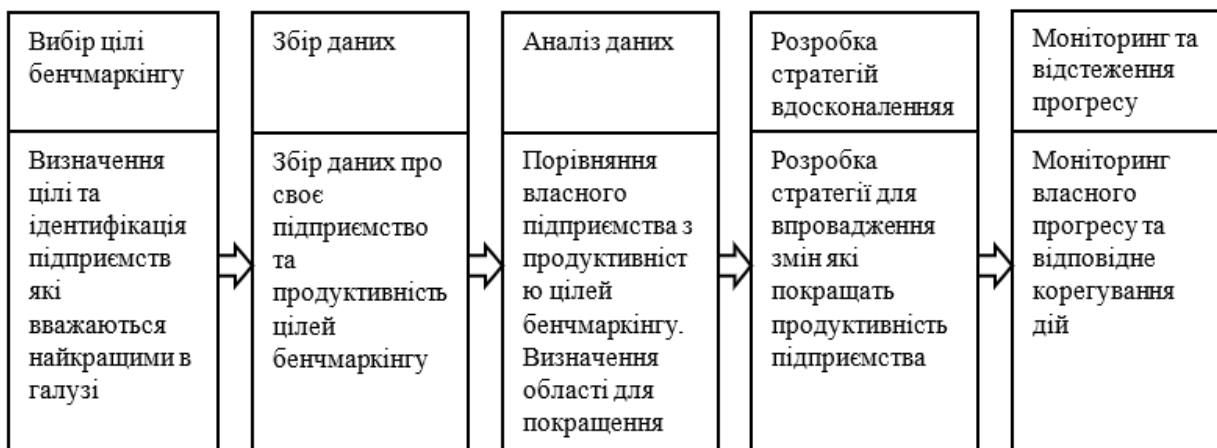 Вибір цілі
бенчмаркінгу
Визначення
цілі та
ідентифікація
підприємств
які
вважаються
найкращими в
галузі
Збір даних
Збір даних про
своє
підприємство
та
продуктивність
цілей
бенчмаркінгу
Аналіз даних
Порівняння
власного
підприємства з
продуктивніст
ю цілей
бенчмаркінгу.
Визначення
області для
покращення
Розробка
стратегій
вдосконаленняя
Розробка
стратегії для
впровадження
змін які
покращать
продуктивність
підприємства
Моніторинг та
відстеження
прогресу
Моніторинг
власного
прогресу та
відповідне
корегування
дій